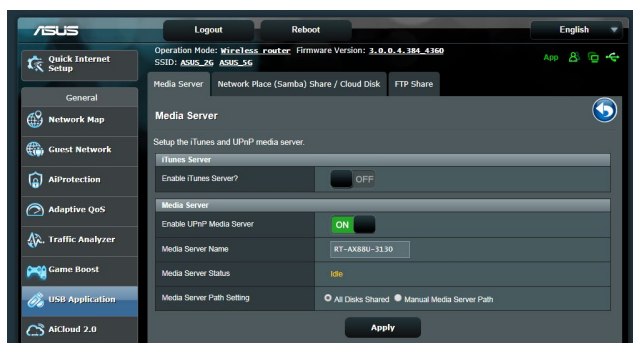 ASUS
Logout
Reboot
English
Operation Mode: Wireless router Firmware Version: 3.0.0.4.384_4360
SSID: ASUS_2G ASUS_5G
App
Quick Internet
Setup
General
Network Map
Guest Network
AiProtection
Adaptive QoS
Traffic Analyzer
Game Boost
USB Application
AiCloud 2.0
Media Server
Network Place (Samba) Share / Cloud Disk
FTP Share
Media Server
Setup the iTunes and UPnP media server.
iTunes Server
Enable iTunes Server?
OFF
Media Server
Enable UPnP Media Server
ON
Media Server Name
RT-AX88U-3130
Media Server Status
Idle
Media Server Path Setting
All Disks Shared Manual Media Server Path
Apply